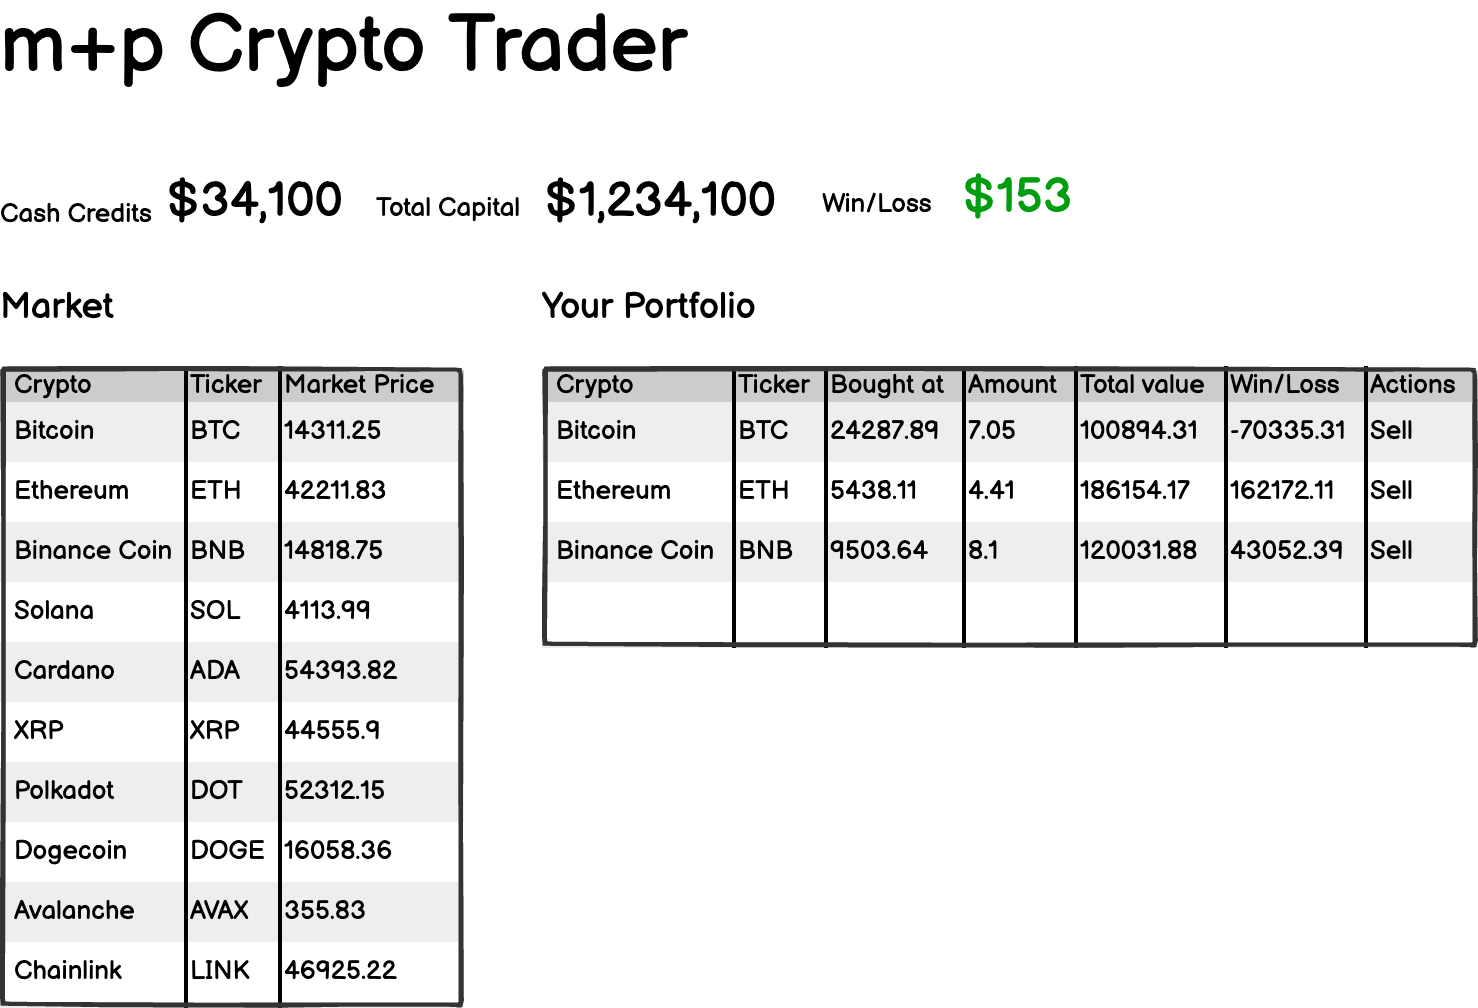 m+p Crypto Trader
Cash Credits $34,100 Total Capital $1,234,100 Win/Loss $153
Market
Crypto Ticker Market Price
Bitcoin BTC 14311.25
Ethereum ETH 42211.83
Binance Coin BNB 14818.75
Solana SOL 4113.99
Cardano ADA 54393.82
XRP XRP 44555.9
Polkadot DOT 52312.15
Dogecoin DOGE 16058.36
Avalanche AVAX 355.83
Chainlink LINK 46925.22
Your Portfolio
Crypto Ticker Bought at Amount Total value Win/Loss Actions
Bitcoin BTC 24287.89 7.05 100894.31 -70335.31 Sell
Ethereum ETH 5438.11 4.41 186154.17 162172.11 Sell
Binance Coin BNB 9503.64 8.1 120031.88 43052.39 Sell